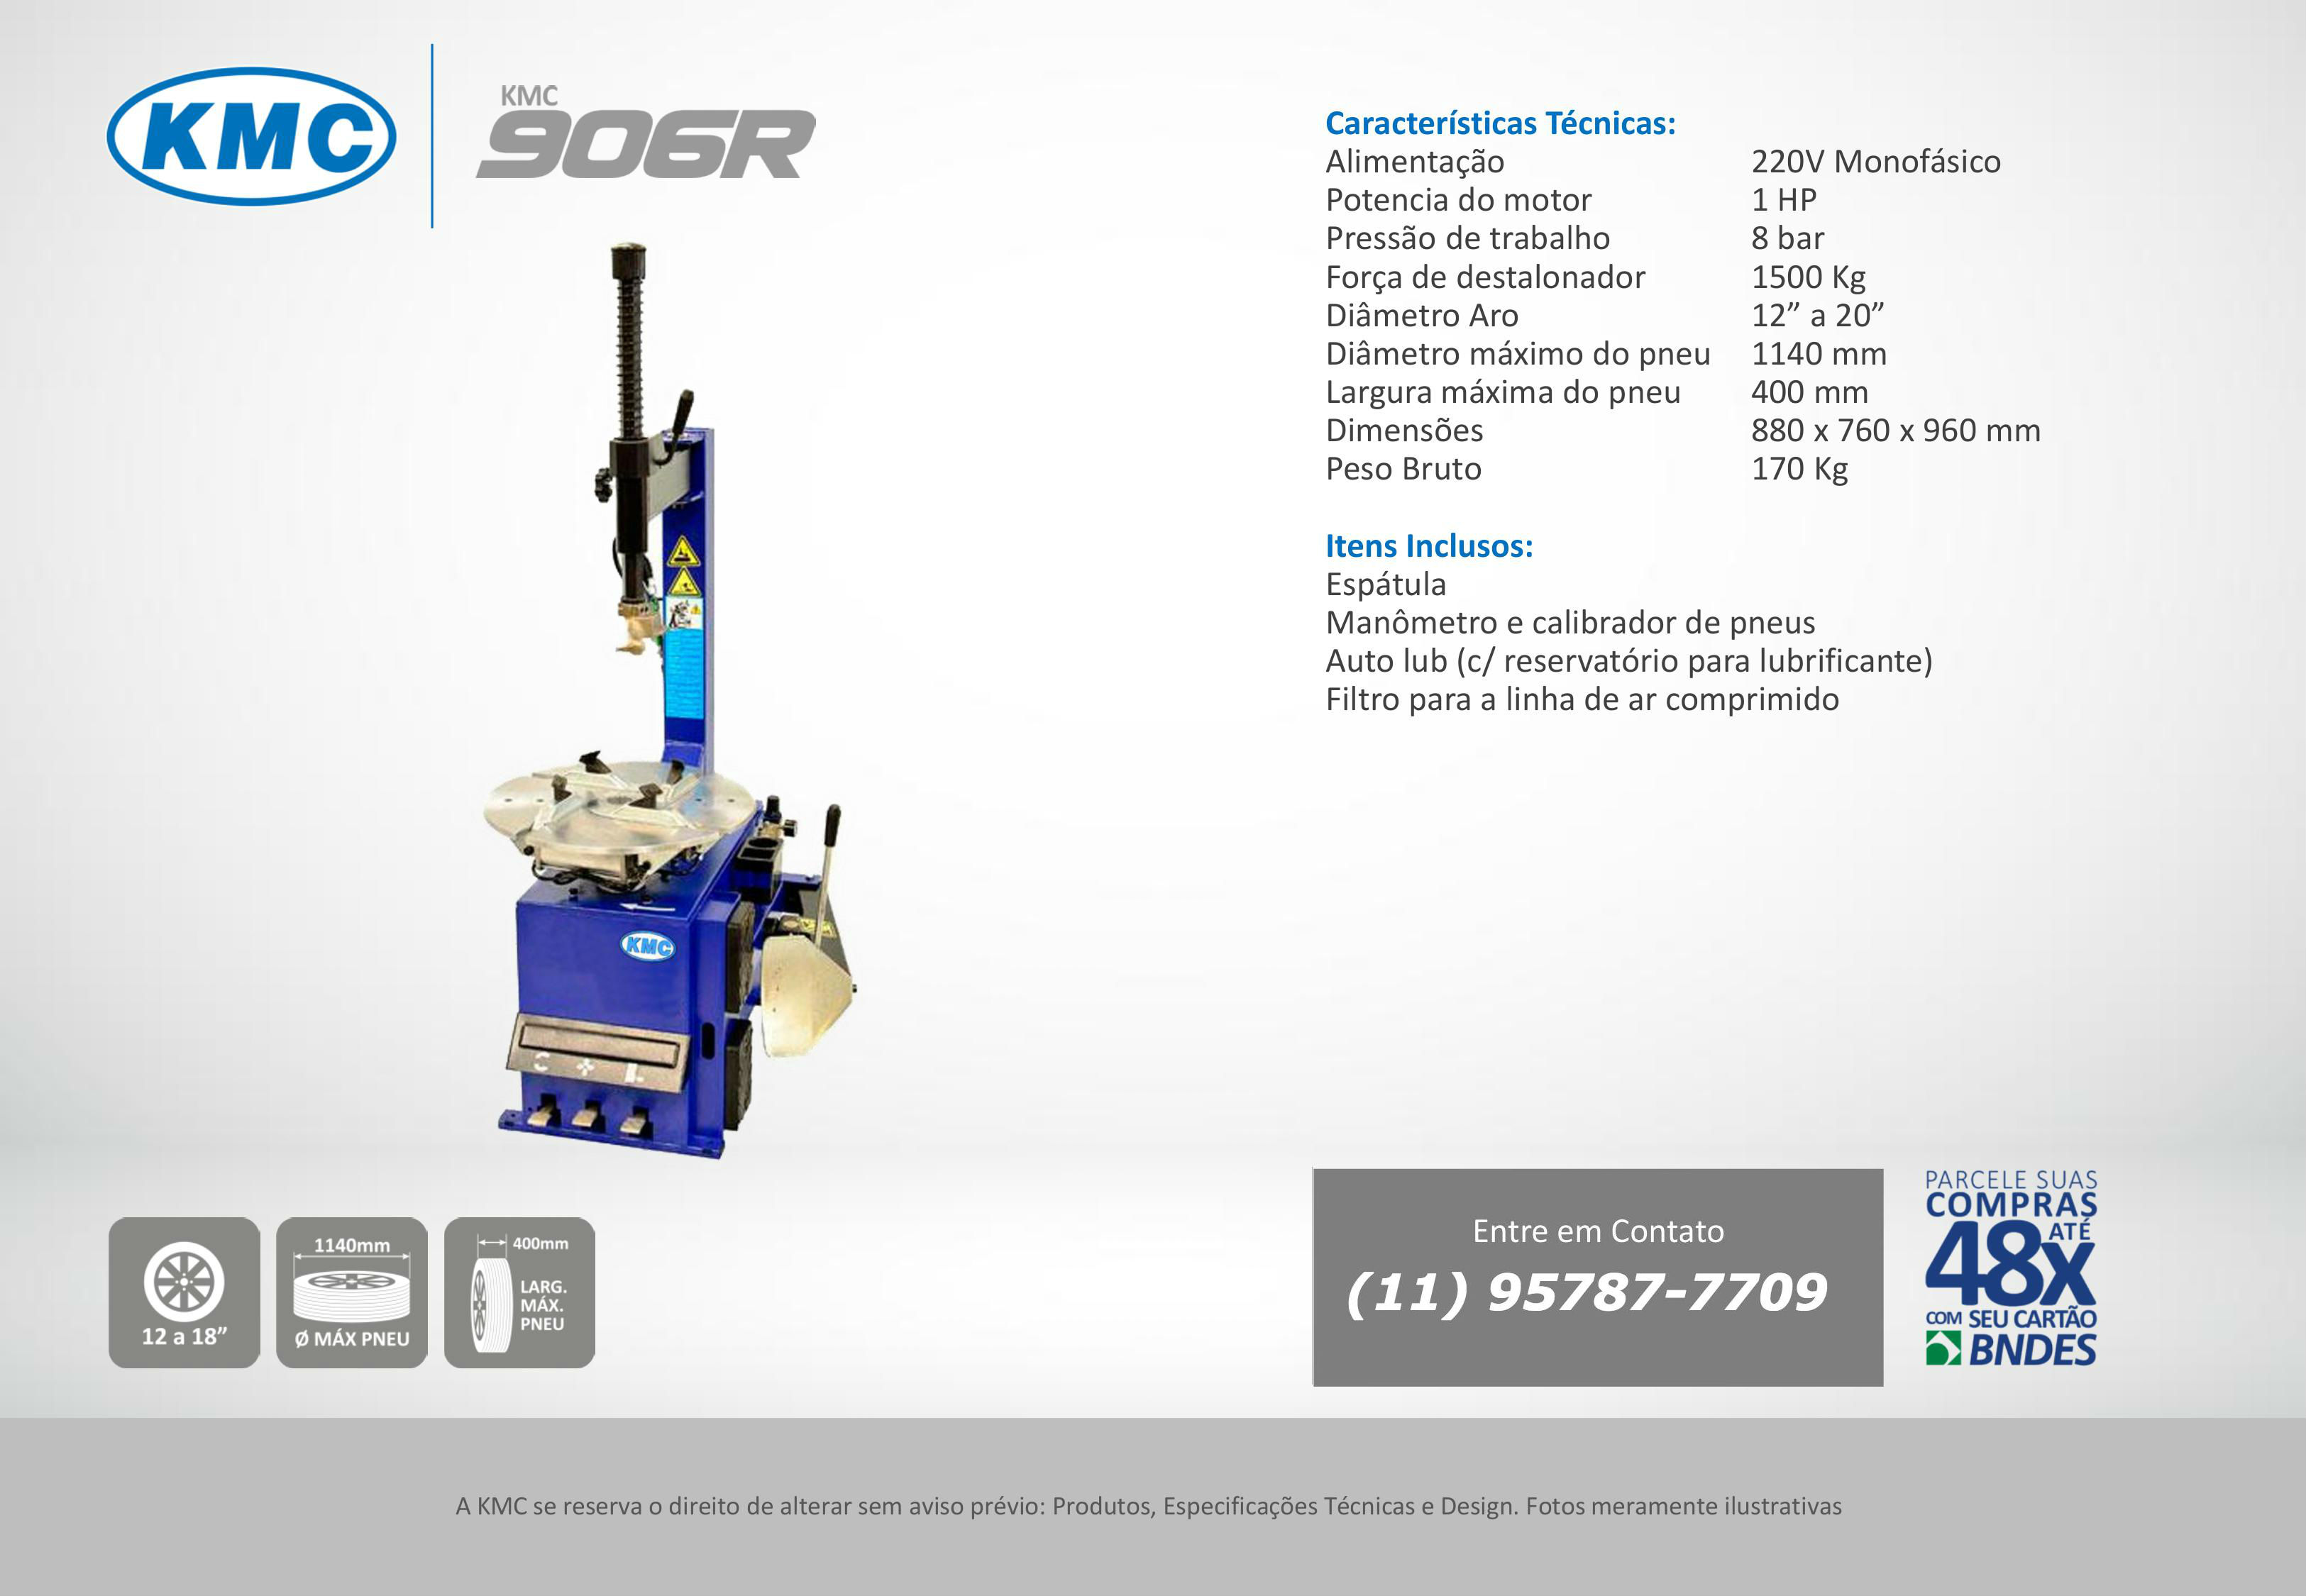 KMC
KMC
906R
Características Técnicas:
Alimentação 220V Monofásico
Potencia do motor 1 HP
Pressão de trabalho 8 bar
Força de destalonador 1500 Kg
Diâmetro Aro 12” a 20”
Diâmetro máximo do pneu 1140 mm
Largura máxima do pneu 400 mm
Dimensões 880 x 760 x 960 mm
Peso Bruto 170 Kg
Itens Inclusos:
Espátula
Manômetro e calibrador de pneus
Auto lub (c/ reservatório para lubrificante)
Filtro para a linha de ar comprimido
KMC
12 a 18”
1140mm
Ø MÁX PNEU
400mm
LARG.
MÁX.
PNEU
Entre em Contato
(11) 95787-7709
PARCELE SUAS
COMPRAS
ATÉ
48X
COM SEU CARTÃO
BNDES
A KMC se reserva o direito de alterar sem aviso prévio: Produtos, Especificações Técnicas e Design. Fotos meramente ilustrativas